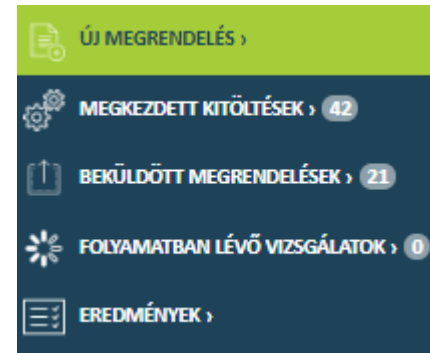 ÚJ MEGRENDELÉS ›
MEGKEZDETT KITÖLTÉSEK › 42
BEKÜLDÖTT MEGRENDELÉSEK › 21
FOLYAMATBAN LÉVŐ VIZSGÁLATOK › 0
EREDMÉNYEK ›